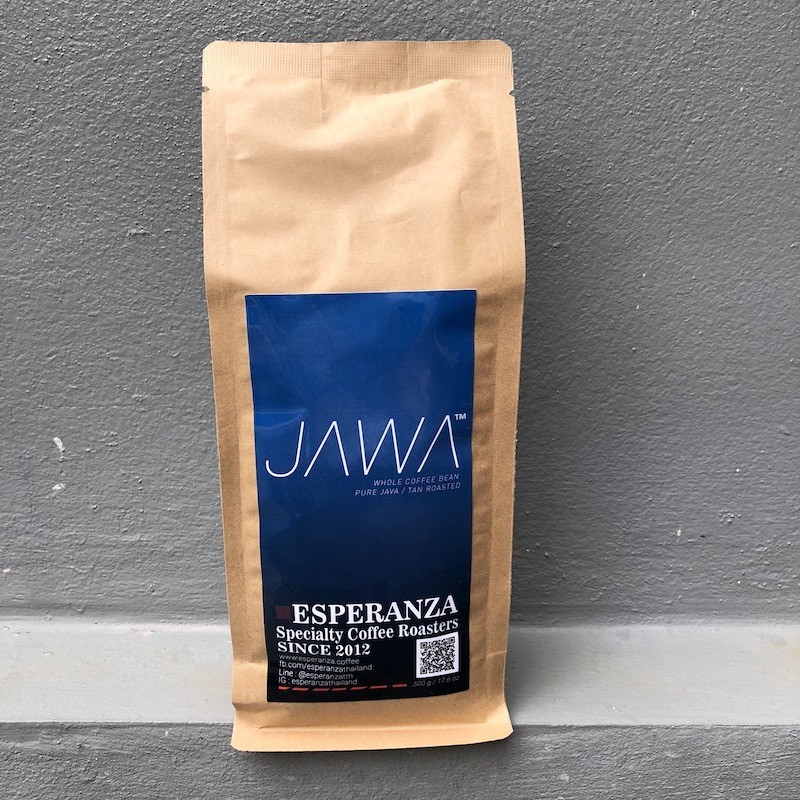 JAWA™
WHOLE COFFEE BEAN
PURE JAVA / TAN ROASTED
ESPERANZA
Specialty Coffee Roasters
SINCE 2012
www.esperanza.coffee
fb.com/esperanzathailand
Line : @esperanzatm
IG : esperanzathailand
500 g / 17.6 oz